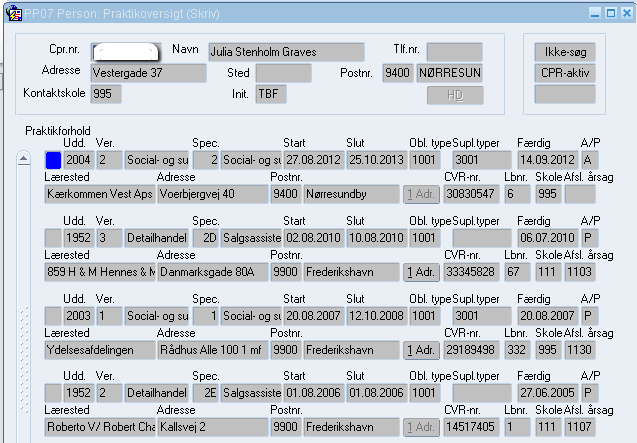 PP07 Person: Praktikoversigt (Skriv)
Cpr.nr. Navn Julia Stenholm Graves Tlf.nr. Ikke-søg
Adresse Vestergade 37 Sted Postnr. 9400 NØRRESUN CPR-aktiv
Kontaktskole 995 Init. TBF HD
Praktikforhold
Udd. Ver. Spec. Start Slut Obl. type Supl.typer Færdig A/P
2004 2 Social- og su 2 Social- og su 27.08.2012 25.10.2013 1001 3001 14.09.2012 A
Lærested Adresse Postnr. CVR-nr. Lbnr. Skole Afsl. årsag
Kærkommen Vest Aps Voerbjergvej 40 9400 Nørresundby 1 Adr. 30830547 6 995
Udd. Ver. Spec. Start Slut Obl. type Supl.typer Færdig A/P
1952 3 Detailhandel 2D Salgsassiste 02.08.2010 10.08.2010 1001 06.07.2010 P
Lærested Adresse Postnr. CVR-nr. Lbnr. Skole Afsl. årsag
859 H & M Hennes & M Danmarksgade 80A 9900 Frederikshavn 1 Adr. 33345828 67 111 1103
Udd. Ver. Spec. Start Slut Obl. type Supl.typer Færdig A/P
2003 1 Social- og su 1 Social- og su 20.08.2007 12.10.2008 1001 3001 20.08.2007 P
Lærested Adresse Postnr. CVR-nr. Lbnr. Skole Afsl. årsag
Ydelsesafdelingen Rådhus Alle 100 1 mf 9900 Frederikshavn 1 Adr. 29189498 332 995 1130
Udd. Ver. Spec. Start Slut Obl. type Supl.typer Færdig A/P
1952 2 Detailhandel 2E Salgsassiste 01.08.2006 01.08.2006 1001 27.06.2005 P
Lærested Adresse Postnr. CVR-nr. Lbnr. Skole Afsl. årsag
Roberto V/ Robert Cha Kallsvej 2 9900 Frederikshavn 1 Adr. 14517405 1 111 1107